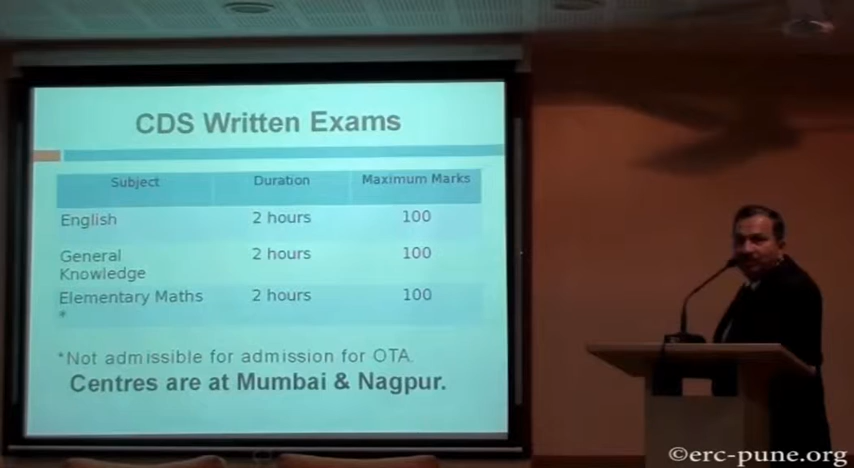 CDS Written Exams
Subject Duration Maximum Marks
English 2 hours 100
General 2 hours 100
Knowledge
Elementary Maths 2 hours 100
*
*Not admissible for admission for OTA.
Centres are at Mumbai & Nagpur.
©erc-pune.org